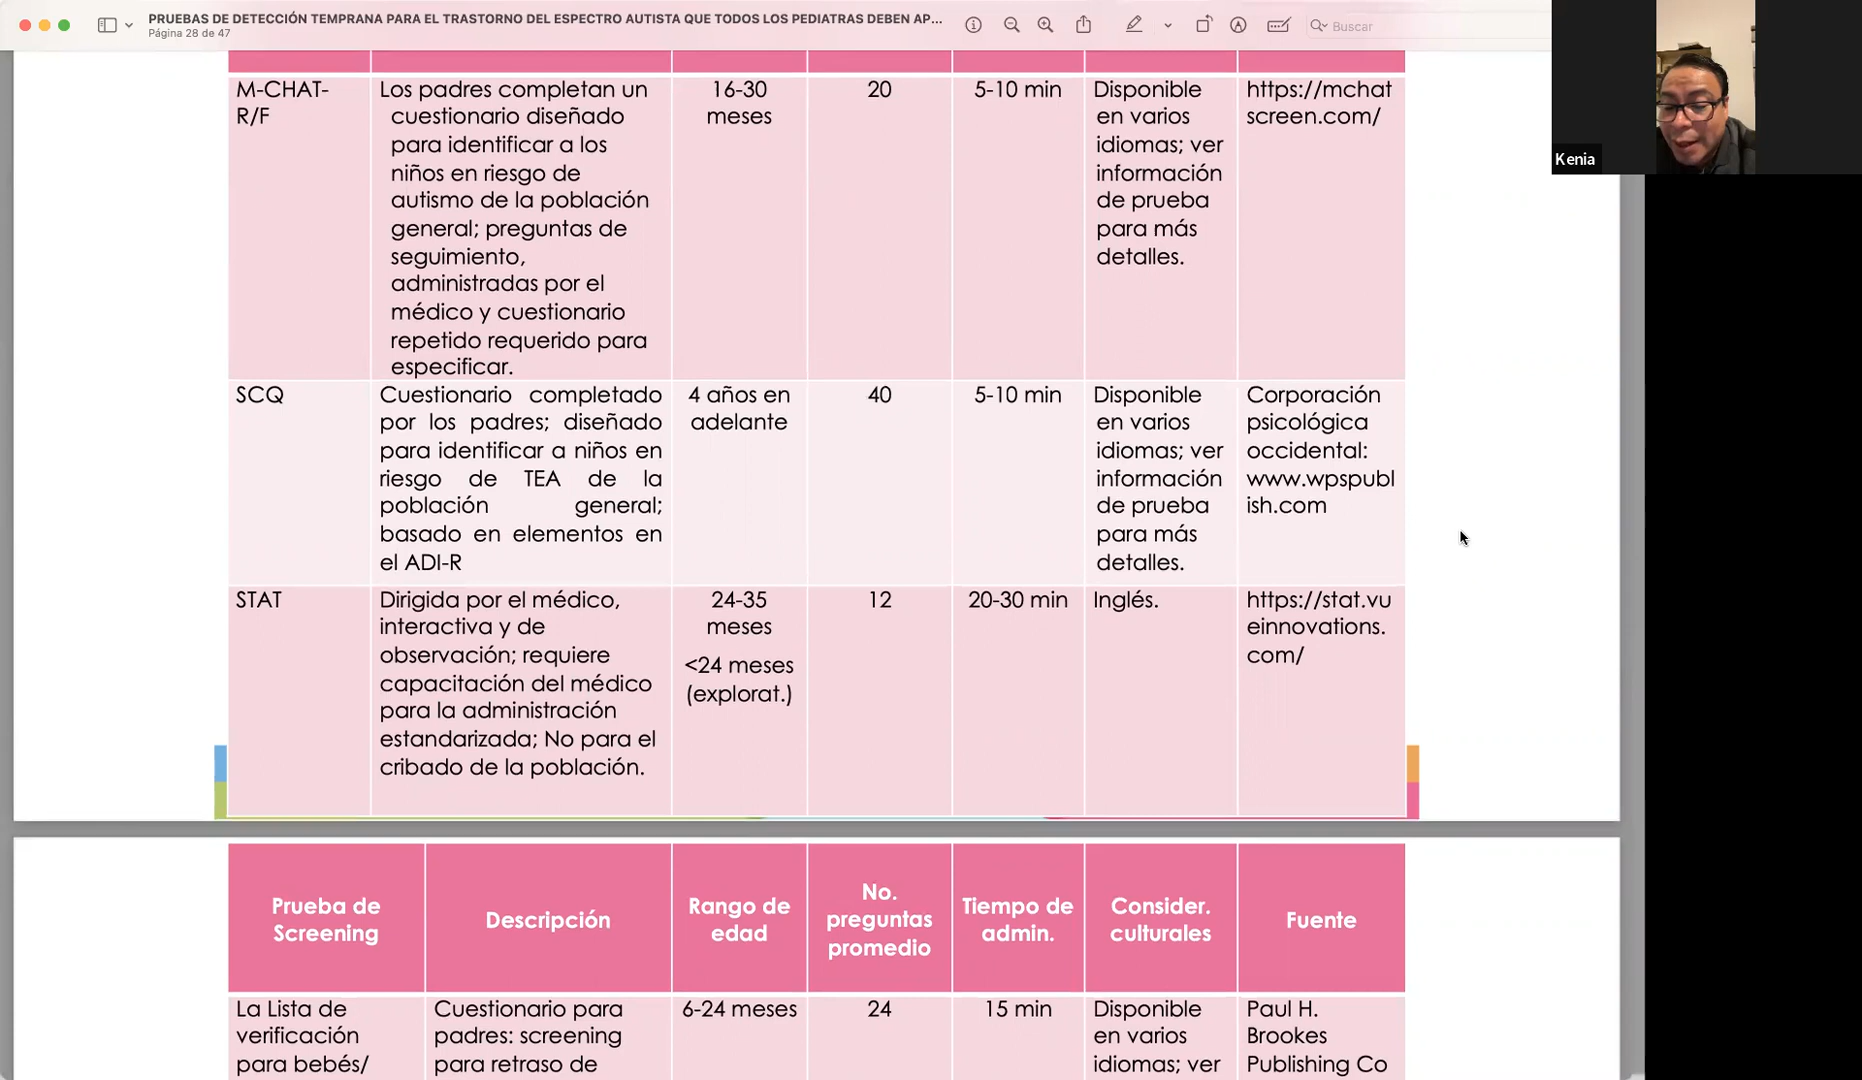 PRUEBAS DE DETECCIÓN TEMPRANA PARA EL TRASTORNO DEL ESPECTRO AUTISTA QUE TODOS LOS PEDIATRAS DEBEN AP...
Página 28 de 47
Buscar
Kenia
M-CHAT-
R/F
Los padres completan un
cuestionario diseñado
para identificar a los
niños en riesgo de
autismo de la población
general; preguntas de
seguimiento,
administradas por el
médico y cuestionario
repetido requerido para
especificar.
16-30
meses
20
5-10 min
Disponible
en varios
idiomas; ver
información
de prueba
para más
detalles.
https://mchat
screen.com/
SCQ
Cuestionario completado
por los padres; diseñado
para identificar a niños en
riesgo de TEA de la
población general;
basado en elementos en
el ADI-R
4 años en
adelante
40
5-10 min
Disponible
en varios
idiomas; ver
información
de prueba
para más
detalles.
Corporación
psicológica
occidental:
www.wpspubl
ish.com
STAT
Dirigida por el médico,
interactiva y de
observación; requiere
capacitación del médico
para la administración
estandarizada; No para el
cribado de la población.
24-35
meses
<24 meses
(explorat.)
12
20-30 min
Inglés.
https://stat.vu
einnovations.
com/
Prueba de
Screening
Descripción
Rango de
edad
No.
preguntas
promedio
Tiempo de
admin.
Consider.
culturales
Fuente
La Lista de
verificación
para bebés/
Cuestionario para
padres: screening
para retraso de
6-24 meses
24
15 min
Disponible
en varios
idiomas; ver
Paul H.
Brookes
Publishing Co